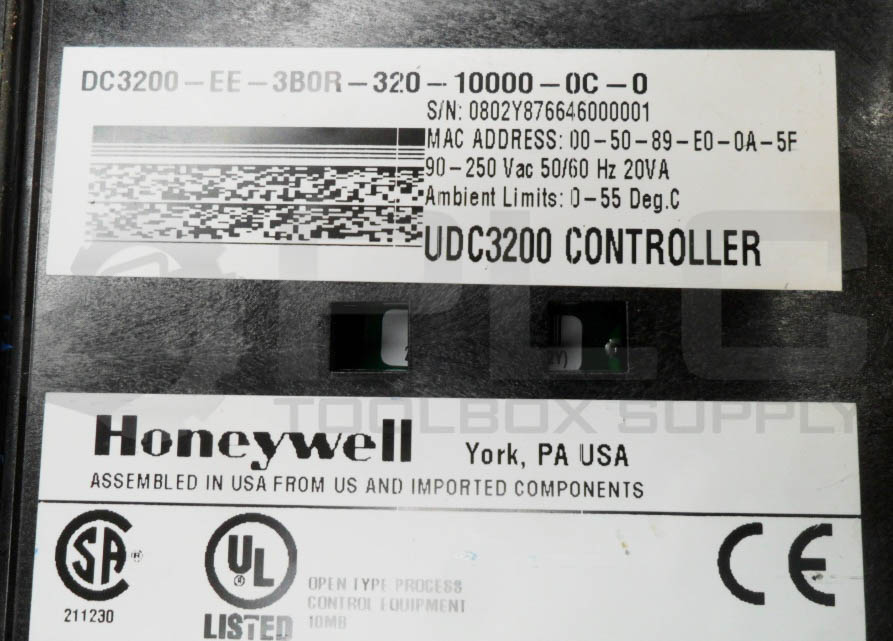 DC3200-EE-3B0R-320-10000-0C-0
S/N: 0802Y876646000001
MAC ADDRESS: 00-50-89-E0-0A-5F
90-250 Vac 50/60 Hz 20VA
Ambient Limits: 0-55 Deg.C
UDC3200 CONTROLLER
PLC
TOOLBOX SUPPLY
Honeywell York, PA USA
ASSEMBLED IN USA FROM US AND IMPORTED COMPONENTS
SA ®
211230
UL ®
LISTED
OPEN TYPE PROCESS
CONTROL EQUIPMENT
10MB
CE